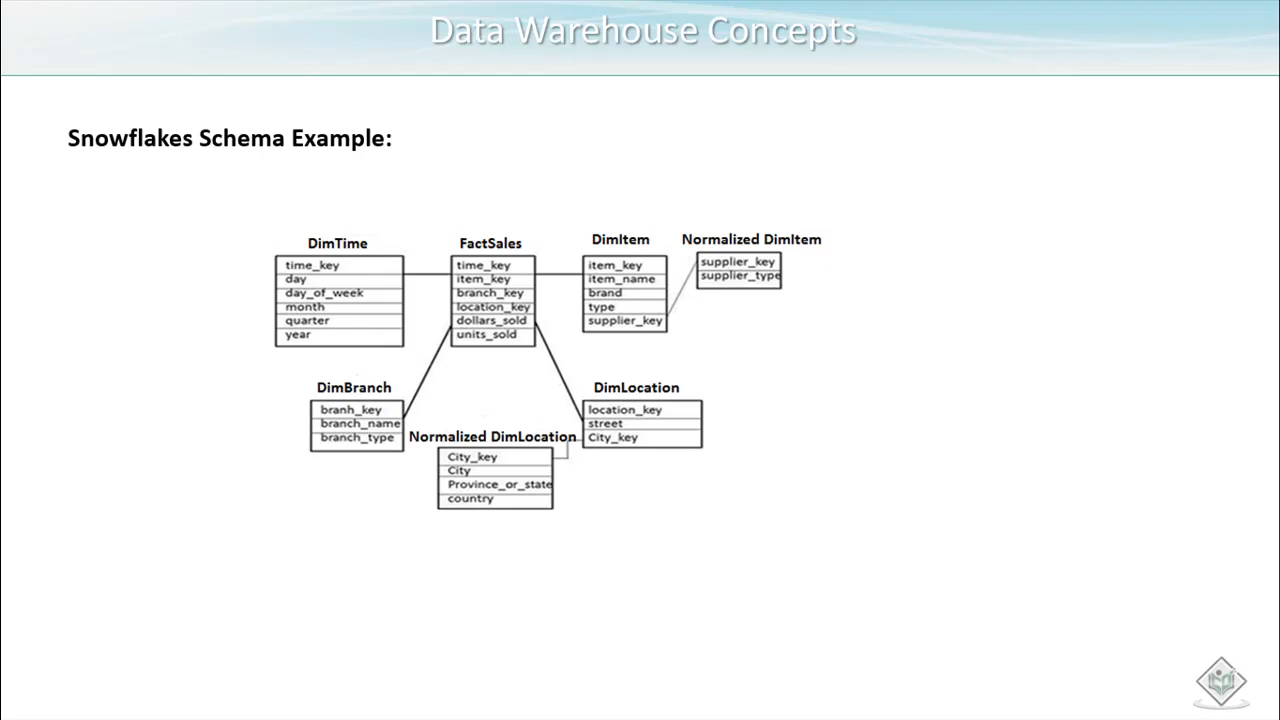 Data Warehouse Concepts
Snowflakes Schema Example:
DimTime
time_key
day
day_of_week
month
quarter
year
FactSales
time_key
item_key
branch_key
location_key
dollars_sold
units_sold
DimItem
item_key
item_name
brand
type
supplier_key
Normalized DimItem
supplier_key
supplier_type
DimBranch
branh_key
branch_name
branch_type
Normalized DimLocation
City_key
City
Province_or_state
country
DimLocation
location_key
street
City_key